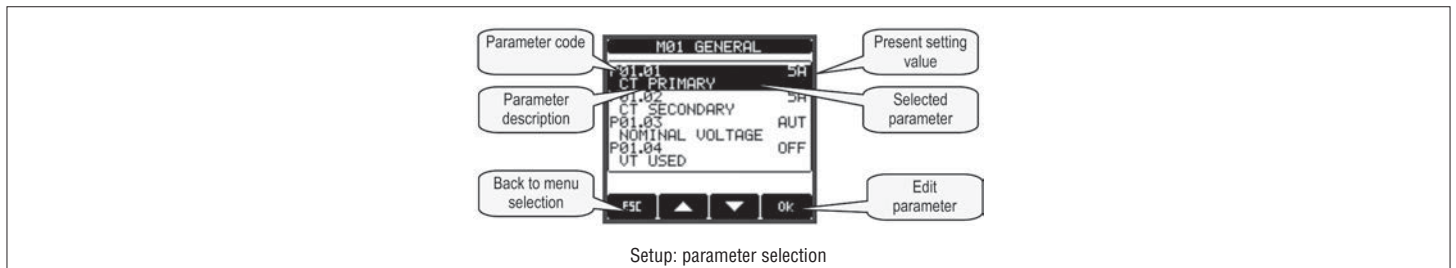 Parameter code
Parameter
description
Back to menu
selection
M01 GENERAL
P01.01 5A
CT PRIMARY
P01.02 5A
CT SECONDARY
P01.03 AUT
NOMINAL VOLTAGE
P01.04 OFF
VT USED
ESC Ok
Present setting
value
Selected
parameter
Edit
parameter
Setup: parameter selection